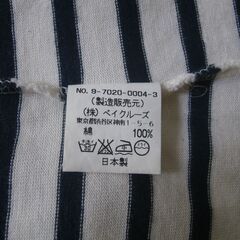 NO. 9-7020-0004-3
(製造販売元)
(株) ベイクルーズ
東京都渋谷区神南1-5-6
綿 100%
日本製